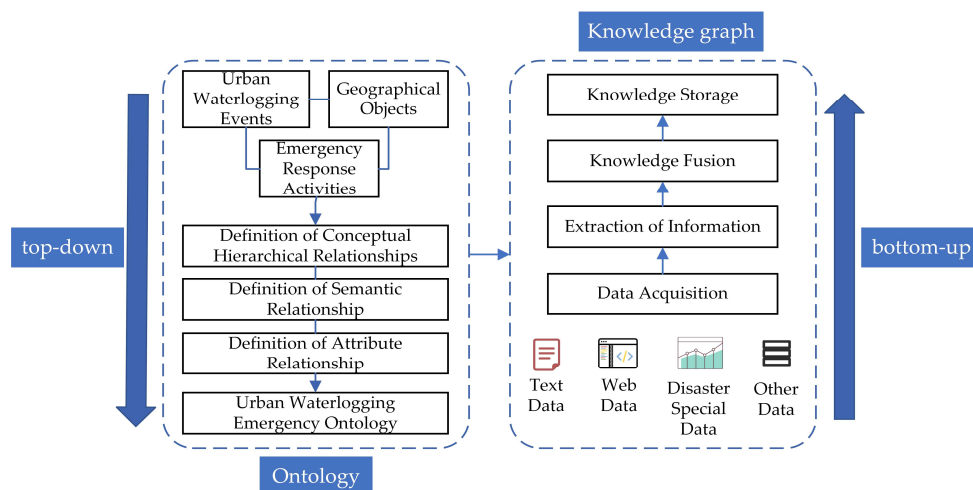 Knowledge graph
top-down
Urban
Waterlogging
Events
Geographical
Objects
Emergency
Response
Activities
Definition of Conceptual
Hierarchical Relationships
Definition of Semantic
Relationship
Definition of Attribute
Relationship
Urban Waterlogging
Emergency Ontology
Ontology
Knowledge Storage
Knowledge Fusion
Extraction of Information
Data Acquisition
Text
Data
Web
Data
Disaster
Special
Data
Other
Data
bottom-up